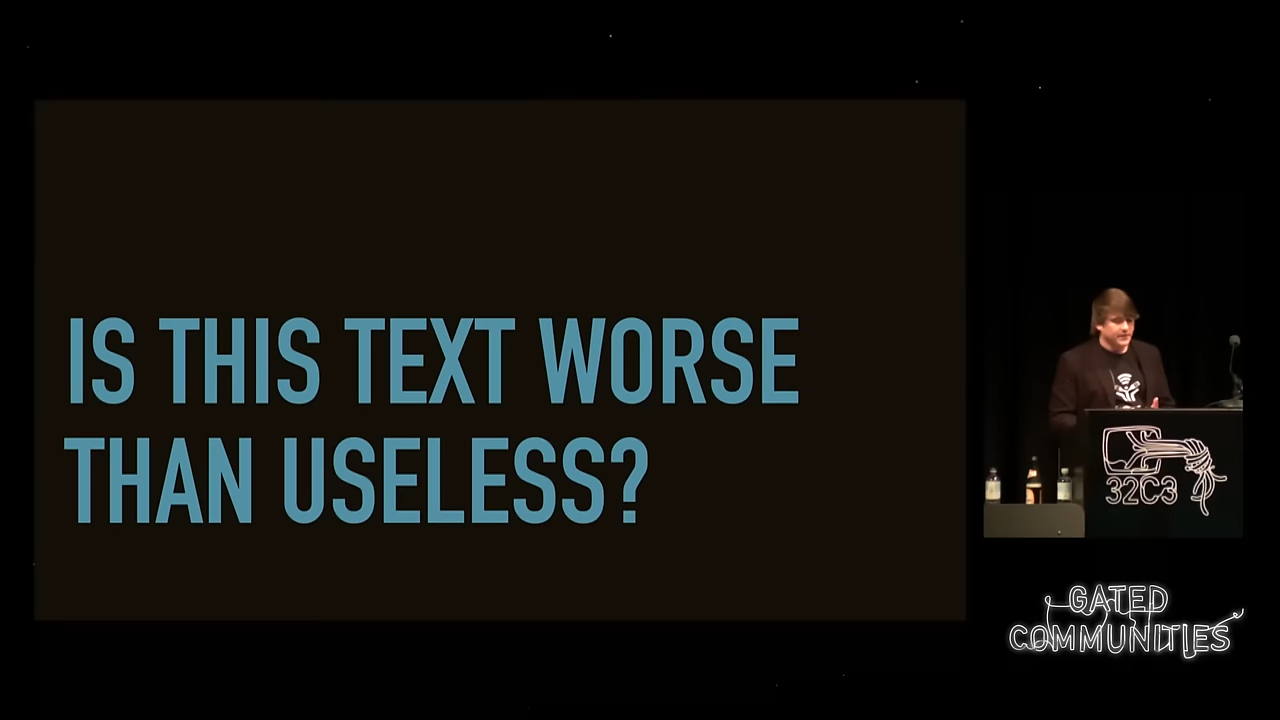 IS THIS TEXT WORSE
THAN USELESS?
32C3
GATED
COMMUNITIES